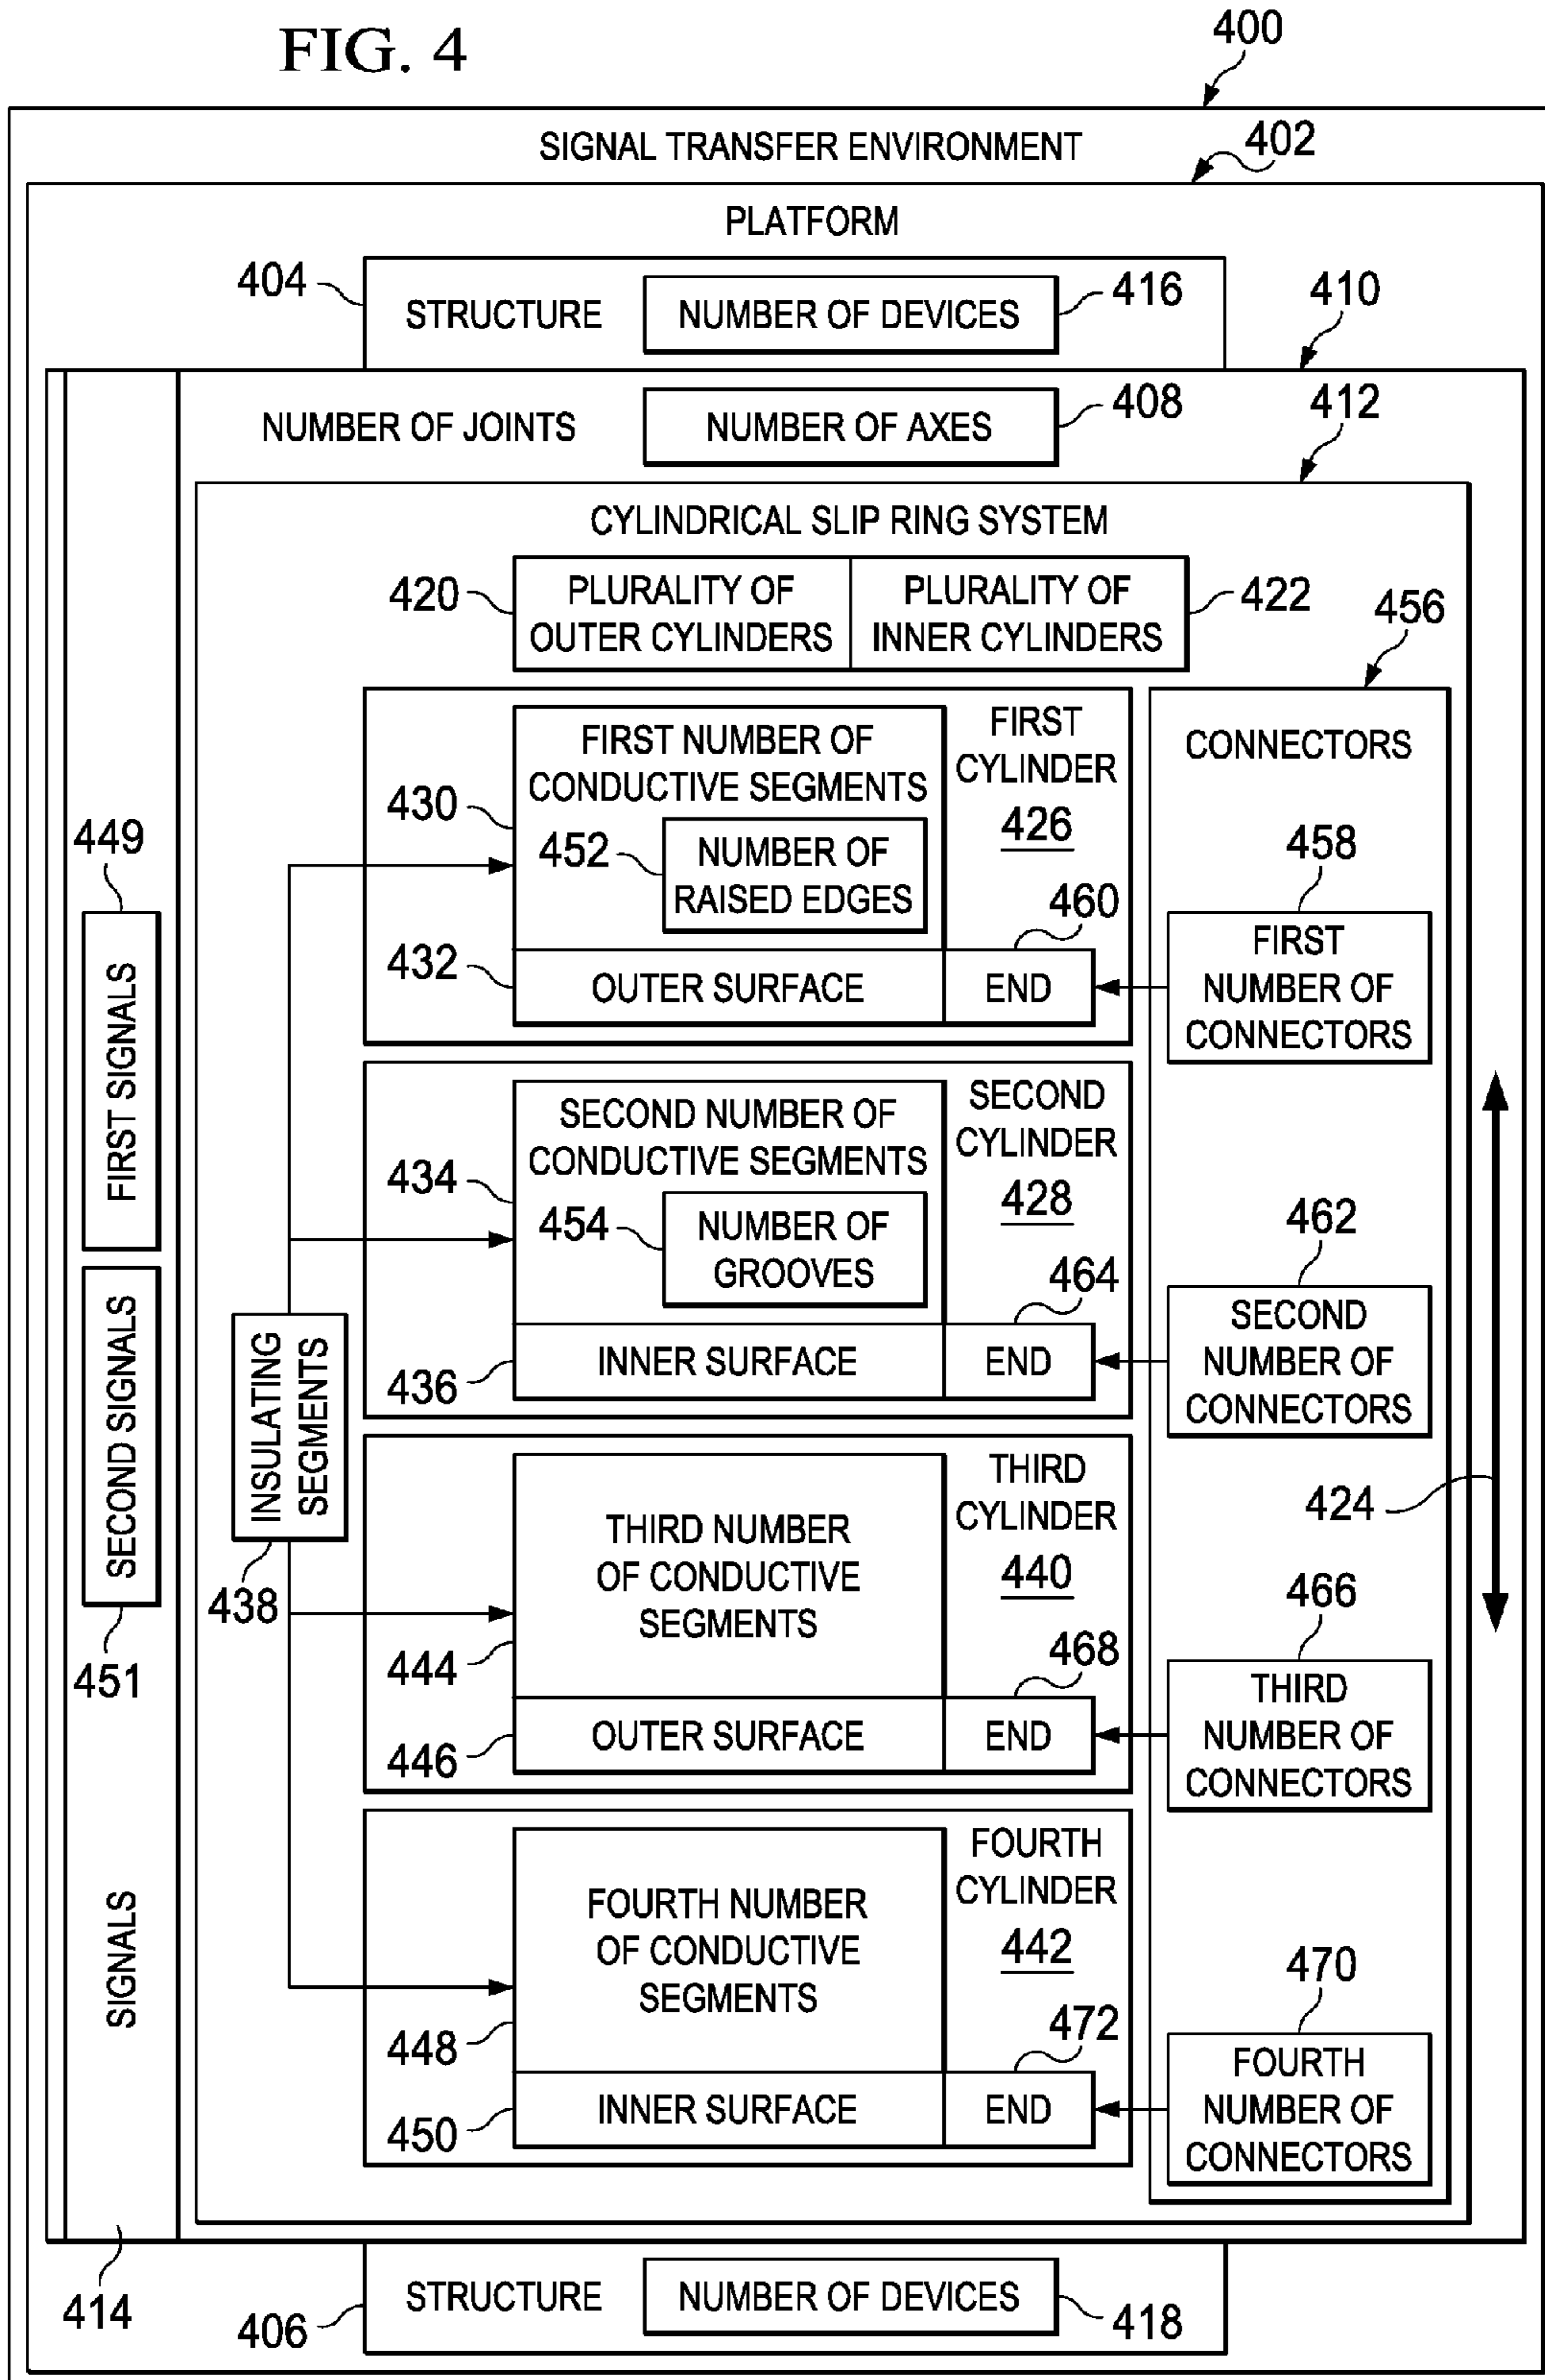 FIG. 4
400
SIGNAL TRANSFER ENVIRONMENT
402
PLATFORM
404
STRUCTURE
NUMBER OF DEVICES
416
410
NUMBER OF JOINTS
NUMBER OF AXES
408
412
CYLINDRICAL SLIP RING SYSTEM
420
PLURALITY OF
OUTER CYLINDERS
PLURALITY OF
INNER CYLINDERS
422
456
FIRST NUMBER OF
CONDUCTIVE SEGMENTS
430
452
NUMBER OF
RAISED EDGES
FIRST
CYLINDER
426
460
432
OUTER SURFACE
END
CONNECTORS
458
FIRST
NUMBER OF
CONNECTORS
449
FIRST SIGNALS
SECOND NUMBER OF
CONDUCTIVE SEGMENTS
434
454
NUMBER OF
GROOVES
SECOND
CYLINDER
428
464
436
INNER SURFACE
END
462
SECOND
NUMBER OF
CONNECTORS
SECOND SIGNALS
451
INSULATING
SEGMENTS
438
THIRD NUMBER
OF CONDUCTIVE
SEGMENTS
444
THIRD
CYLINDER
440
468
446
OUTER SURFACE
END
424
466
THIRD
NUMBER OF
CONNECTORS
SIGNALS
FOURTH NUMBER
OF CONDUCTIVE
SEGMENTS
448
FOURTH
CYLINDER
442
472
450
INNER SURFACE
END
470
FOURTH
NUMBER OF
CONNECTORS
414
406
STRUCTURE
NUMBER OF DEVICES
418